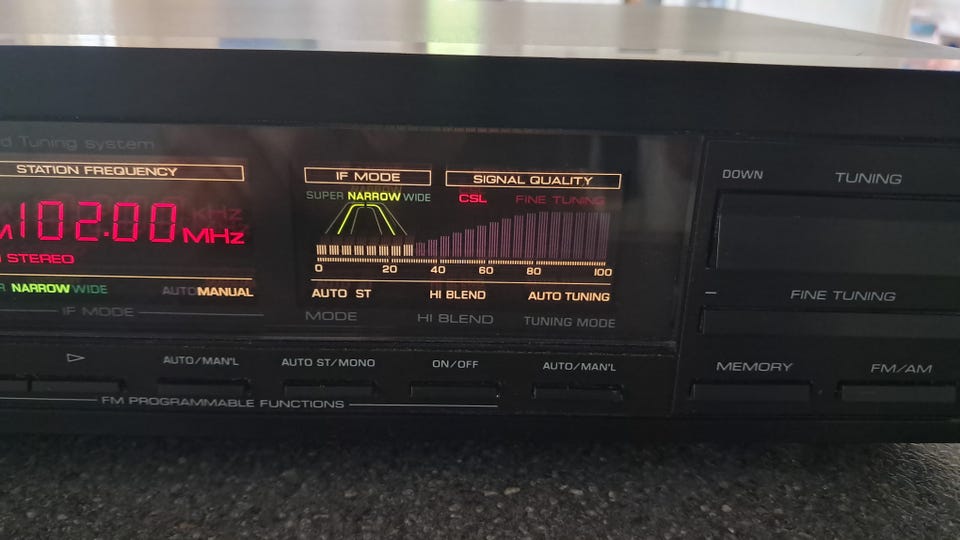 d Tuning system
STATION FREQUENCY
102.00 MHz
kHz
STEREO
NARROW WIDE
AUTO MANUAL
IF MODE
IF MODE
SIGNAL QUALITY
SUPER NARROW WIDE
CSL
FINE TUNING
0 20 40 60 80 100
AUTO ST
HI BLEND
AUTO TUNING
MODE
HI BLEND
TUNING MODE
AUTO/MAN'L
AUTO ST/MONO
ON/OFF
AUTO/MAN'L
FM PROGRAMMABLE FUNCTIONS
DOWN
TUNING
FINE TUNING
MEMORY
FM/AM